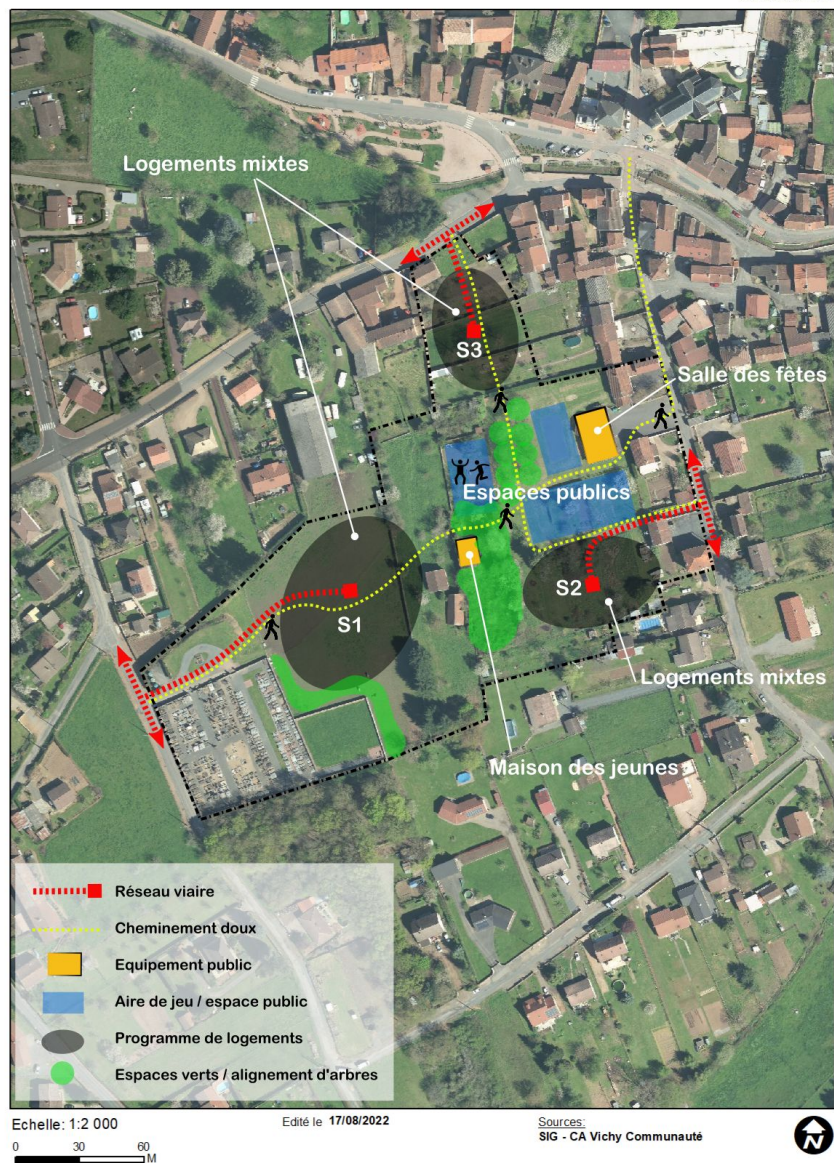 Logements mixtes
S3
Salle des fêtes
Espaces publics
S2
S1
Logements mixtes
Maison des jeunes
Réseau viaire
Cheminement doux
Equipement public
Aire de jeu / espace public
Programme de logements
Espaces verts / alignement d'arbres
Echelle: 1:2 000
Edité le 17/08/2022
Sources:
SIG - CA Vichy Communauté
0 30 60
M
N